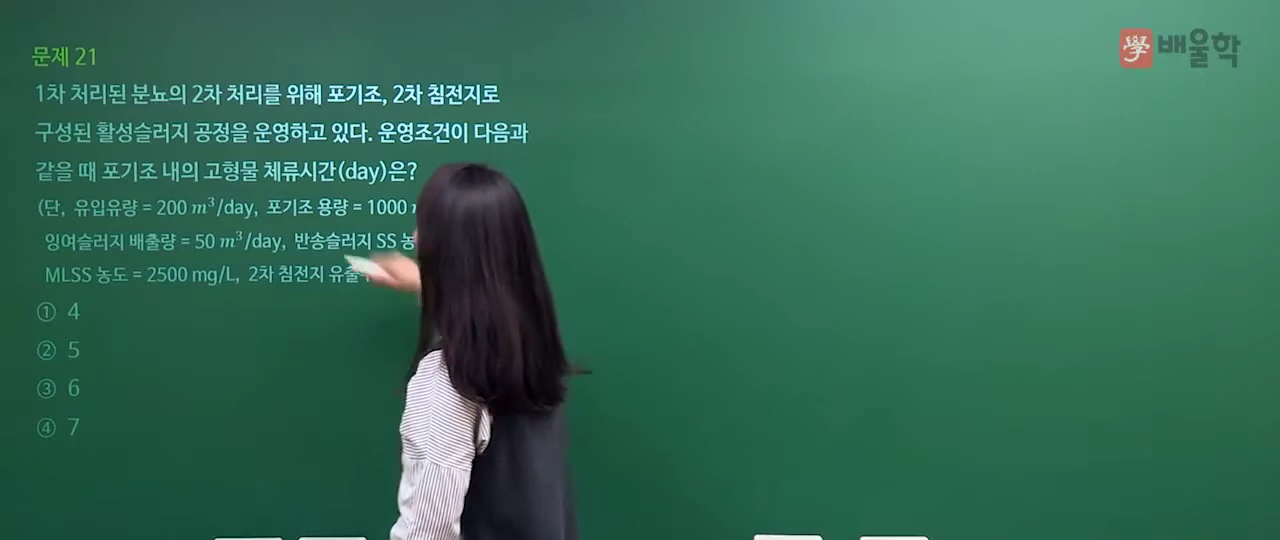 學 배울학
문제 21
1차 처리된 분뇨의 2차 처리를 위해 포기조, 2차 침전지로
구성된 활성슬러지 공정을 운영하고 있다. 운영조건이 다음과
같을 때 포기조 내의 고형물 체류시간(day)은?
(단, 유입유량 = 200 m³/day, 포기조 용량 = 1000
잉여슬러지 배출량 = 50 m³/day, 반송슬러지 SS
MLSS 농도 = 2500 mg/L, 2차 침전지
① 4
② 5
③ 6
④ 7